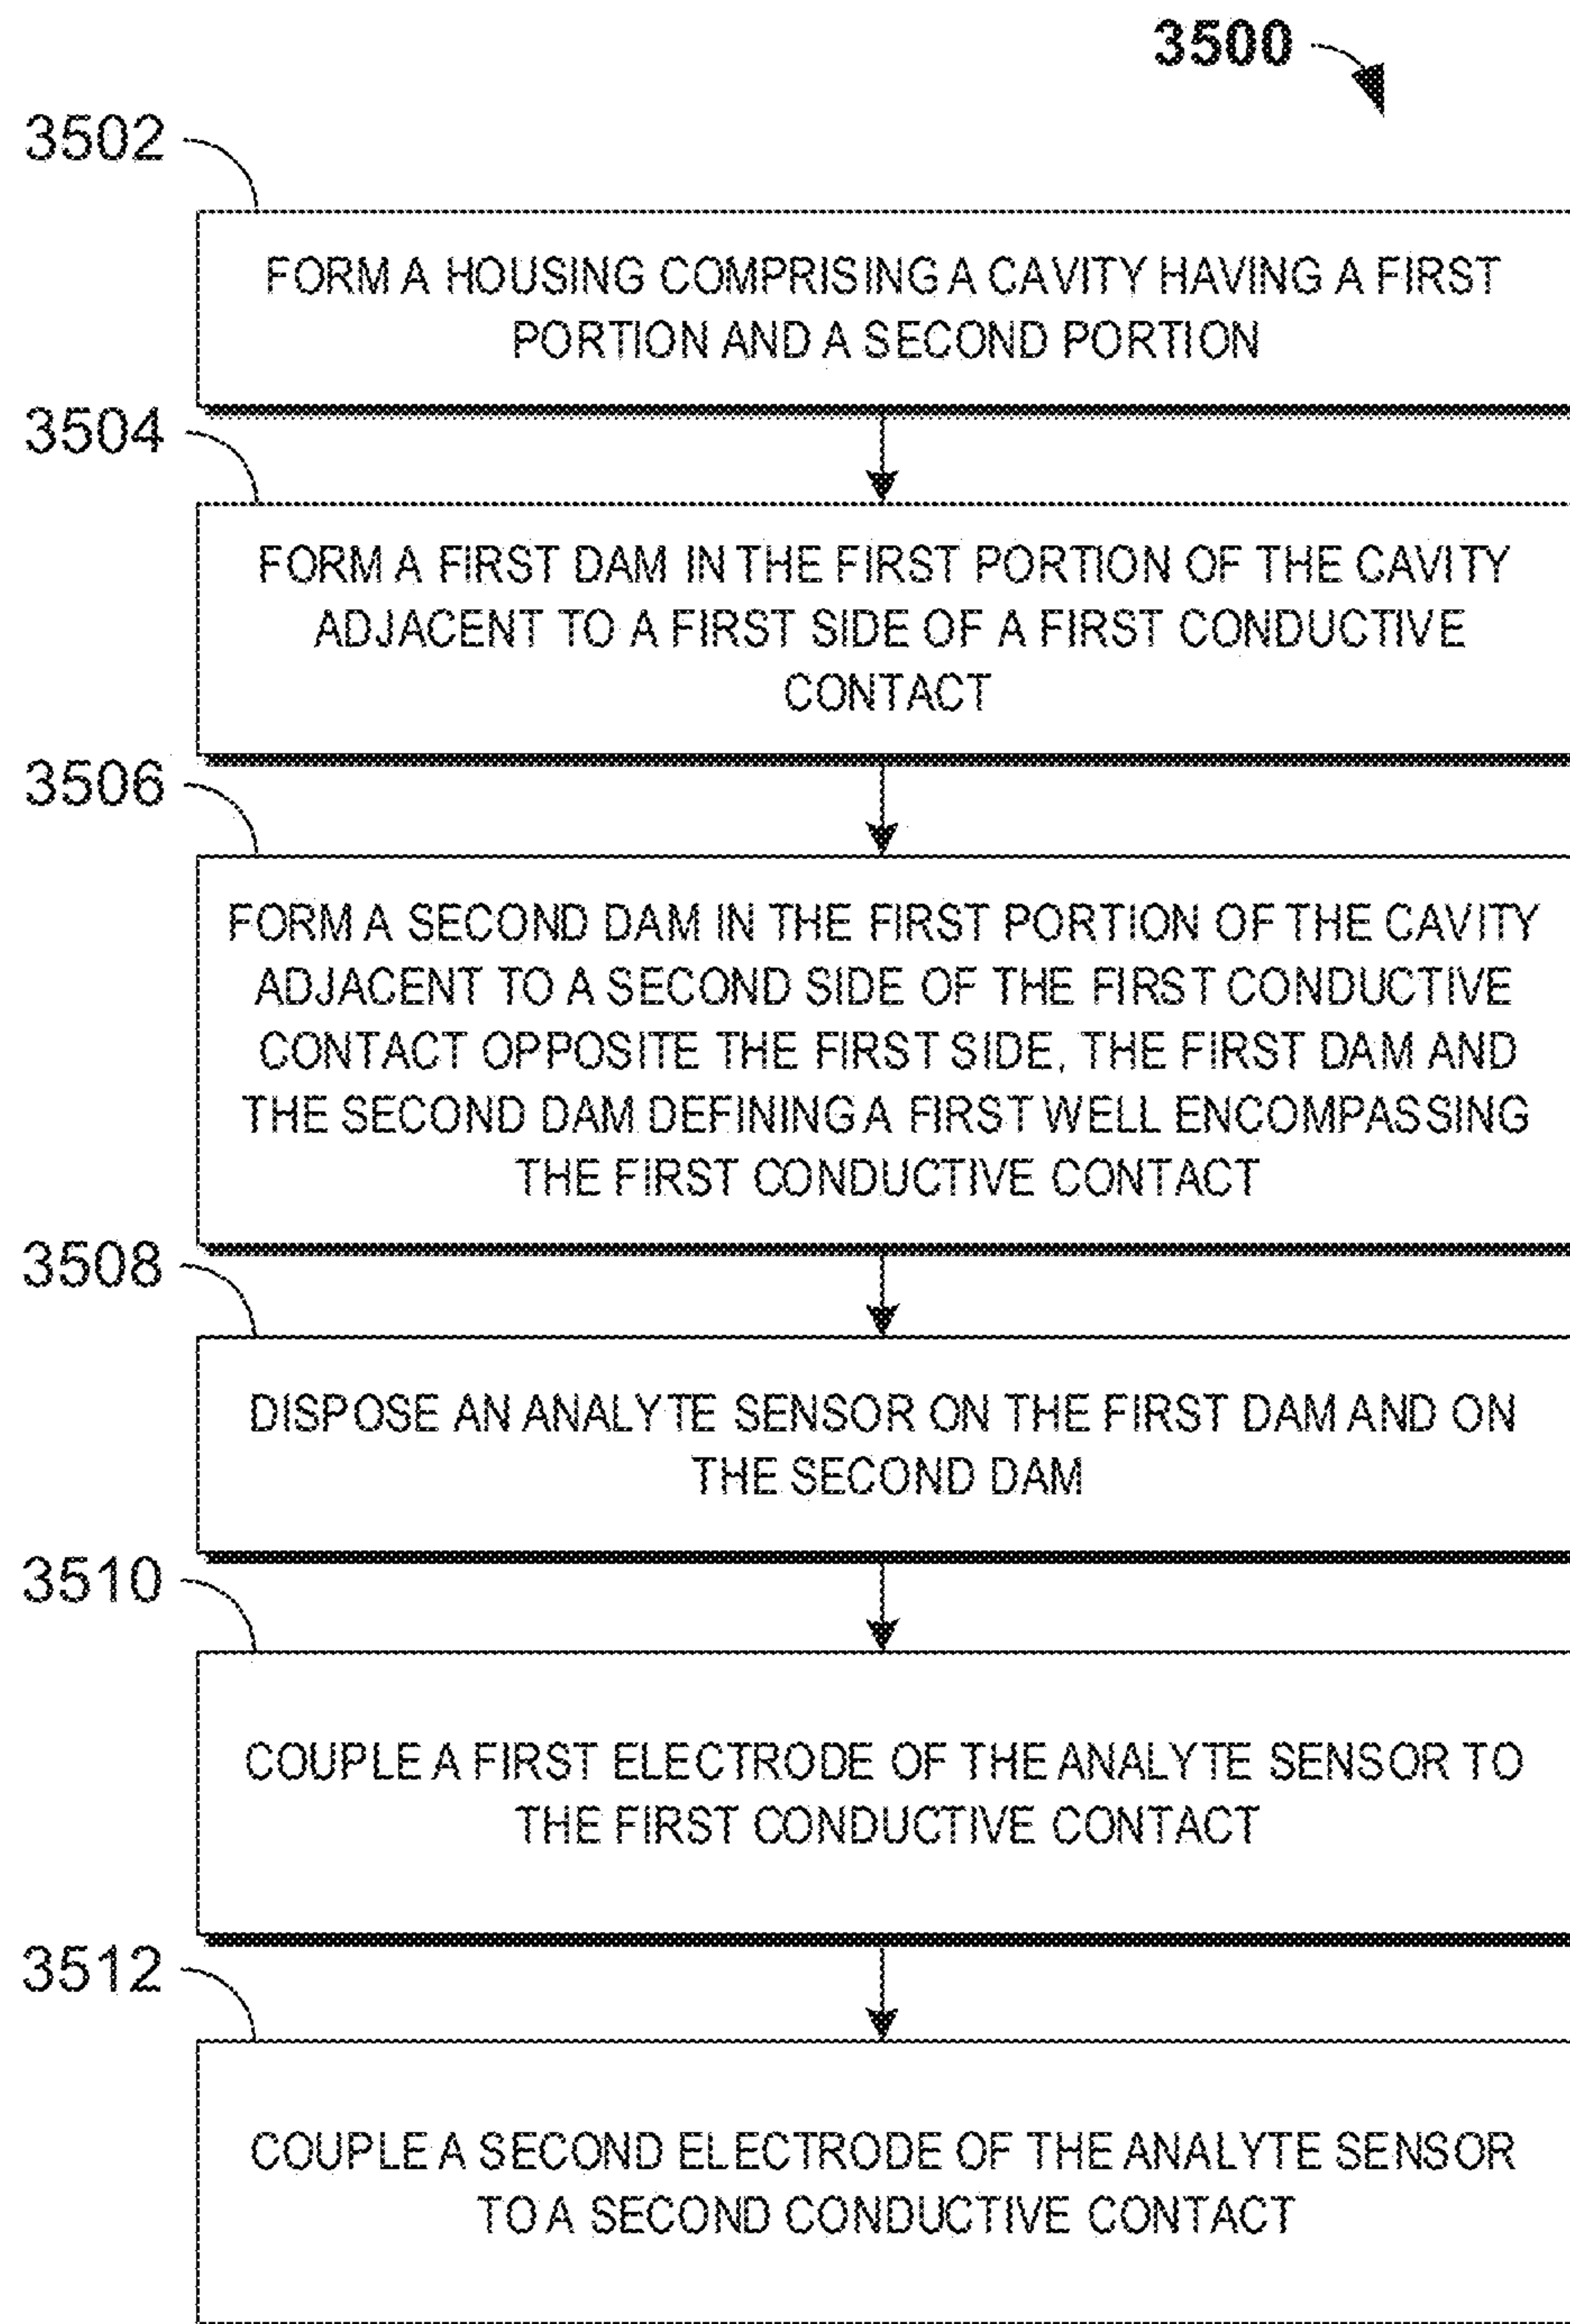 3500
3502
FORM A HOUSING COMPRISING A CAVITY HAVING A FIRST
PORTION AND A SECOND PORTION
3504
FORM A FIRST DAM IN THE FIRST PORTION OF THE CAVITY
ADJACENT TO A FIRST SIDE OF A FIRST CONDUCTIVE
CONTACT
3506
FORM A SECOND DAM IN THE FIRST PORTION OF THE CAVITY
ADJACENT TO A SECOND SIDE OF THE FIRST CONDUCTIVE
CONTACT OPPOSITE THE FIRST SIDE, THE FIRST DAM AND
THE SECOND DAM DEFINING A FIRST WELL ENCOMPASSING
THE FIRST CONDUCTIVE CONTACT
3508
DISPOSE AN ANALYTE SENSOR ON THE FIRST DAM AND ON
THE SECOND DAM
3510
COUPLE A FIRST ELECTRODE OF THE ANALYTE SENSOR TO
THE FIRST CONDUCTIVE CONTACT
3512
COUPLE A SECOND ELECTRODE OF THE ANALYTE SENSOR
TO A SECOND CONDUCTIVE CONTACT